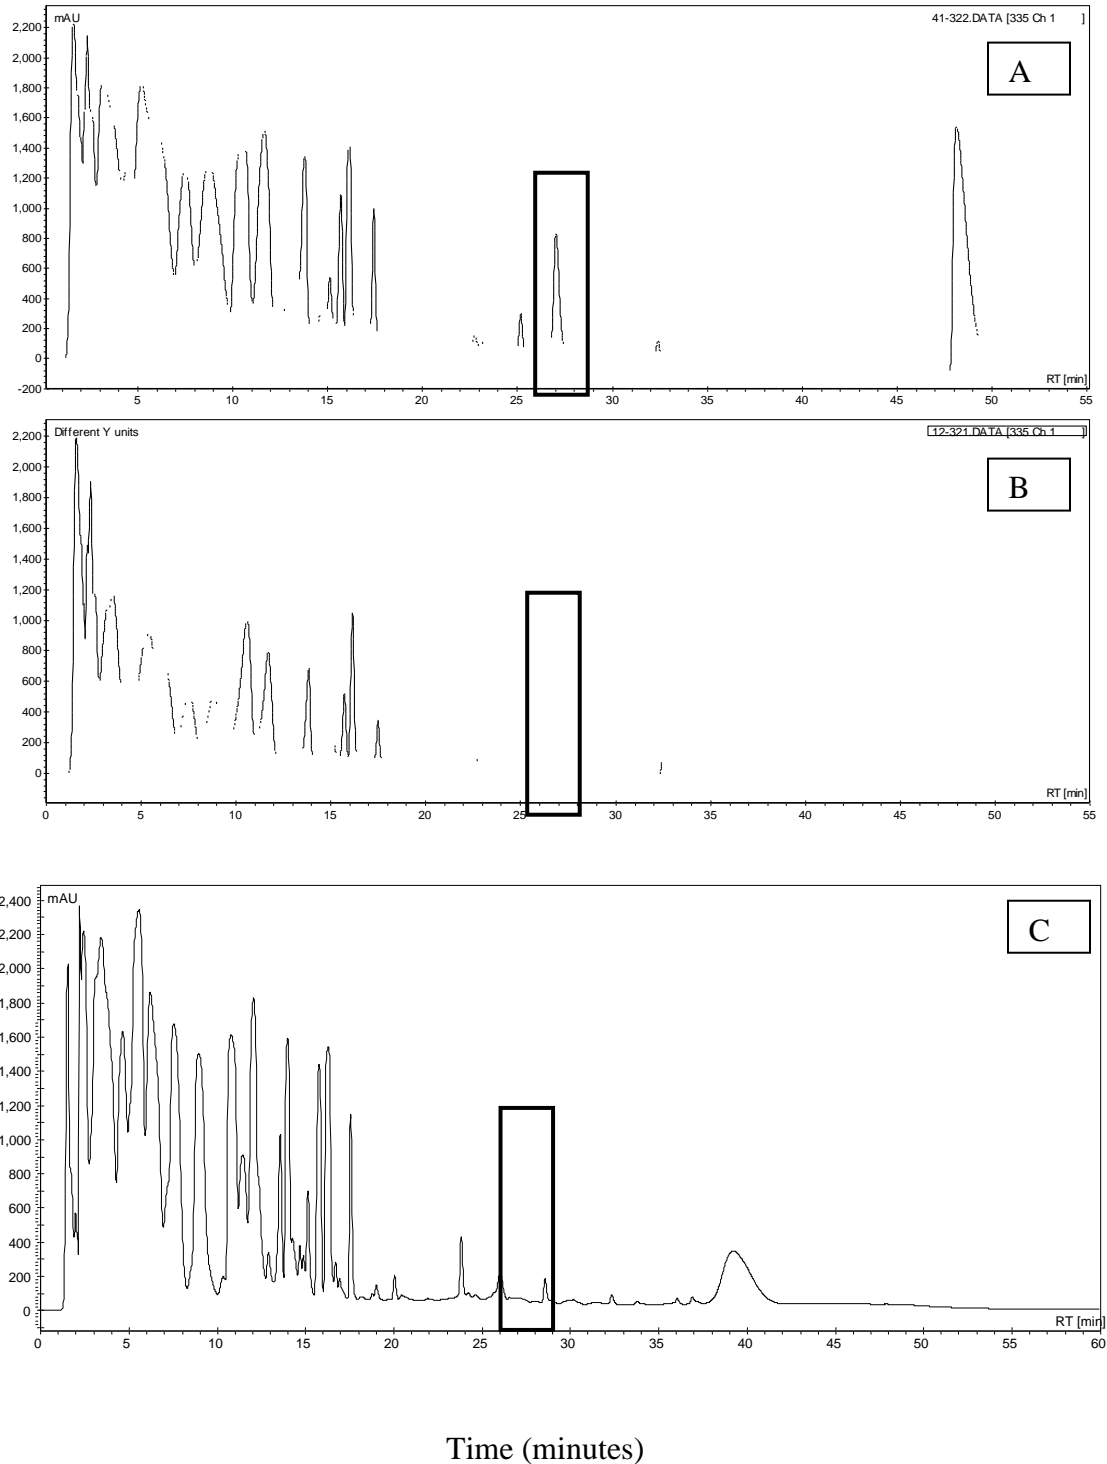 mAU
41-322.DATA [335 Ch 1 ]
A
2,200
2,000
1,800
1,600
1,400
1,200
1,000
800
600
400
200
0
-200
RT [min]
5 10 15 20 25 30 35 40 45 50 55
Different Y units
12-321.DATA [335 Ch 1 ]
B
2,200
2,000
1,800
1,600
1,400
1,200
1,000
800
600
400
200
0
RT [min]
0 5 10 15 20 25 30 35 40 45 50 55
mAU
C
2,400
2,200
2,000
1,800
1,600
1,400
1,200
1,000
800
600
400
200
0
RT [min]
0 5 10 15 20 25 30 35 40 45 50 55 60
Time (minutes)